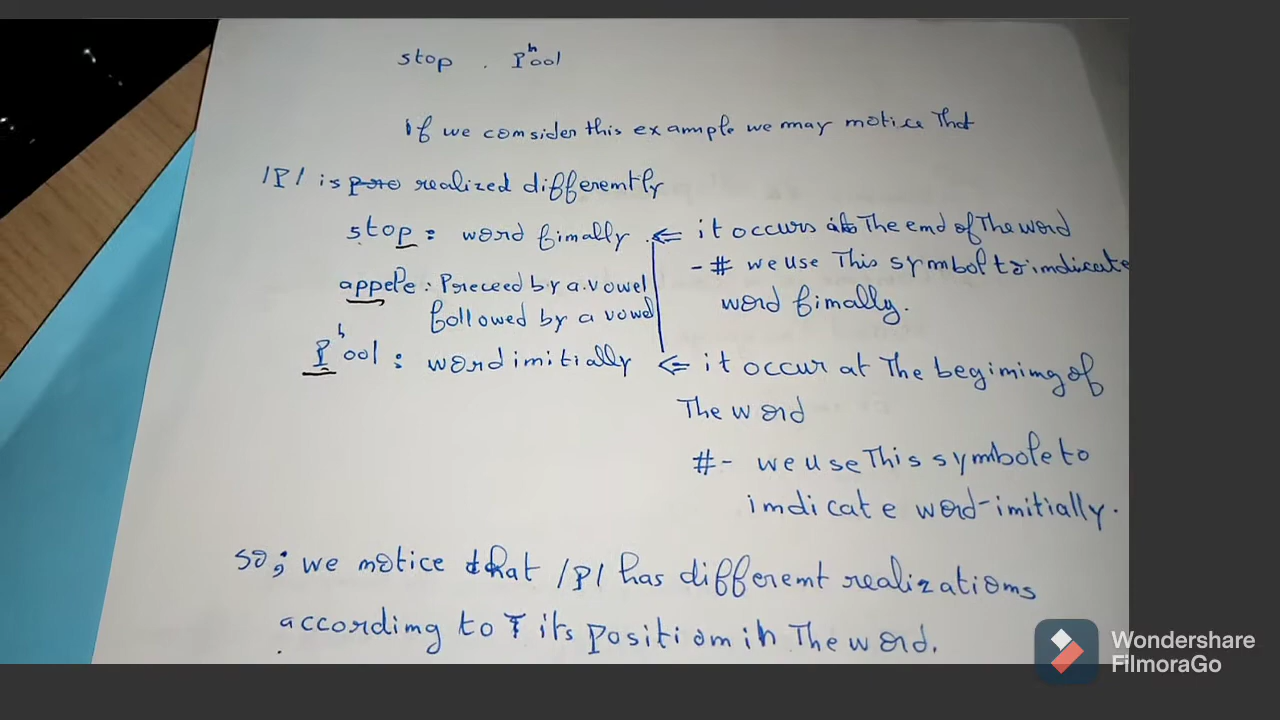 stop . Pʰool
If we consider this example we may notice that
/P/ is realized differently
stop : word finally ⇐ it occurs at the end of the word
- # we use this symbol to indicate
word finally.
appele : Preceed by a vowel
followed by a vowel
Pʰool : word initially ⇐ it occur at the begining of
The word
# - we use this symbole to
indicate word-initially.
so; we notice that /P/ has different realizations
according to its position in the word.
Wondershare
FilmoraGo